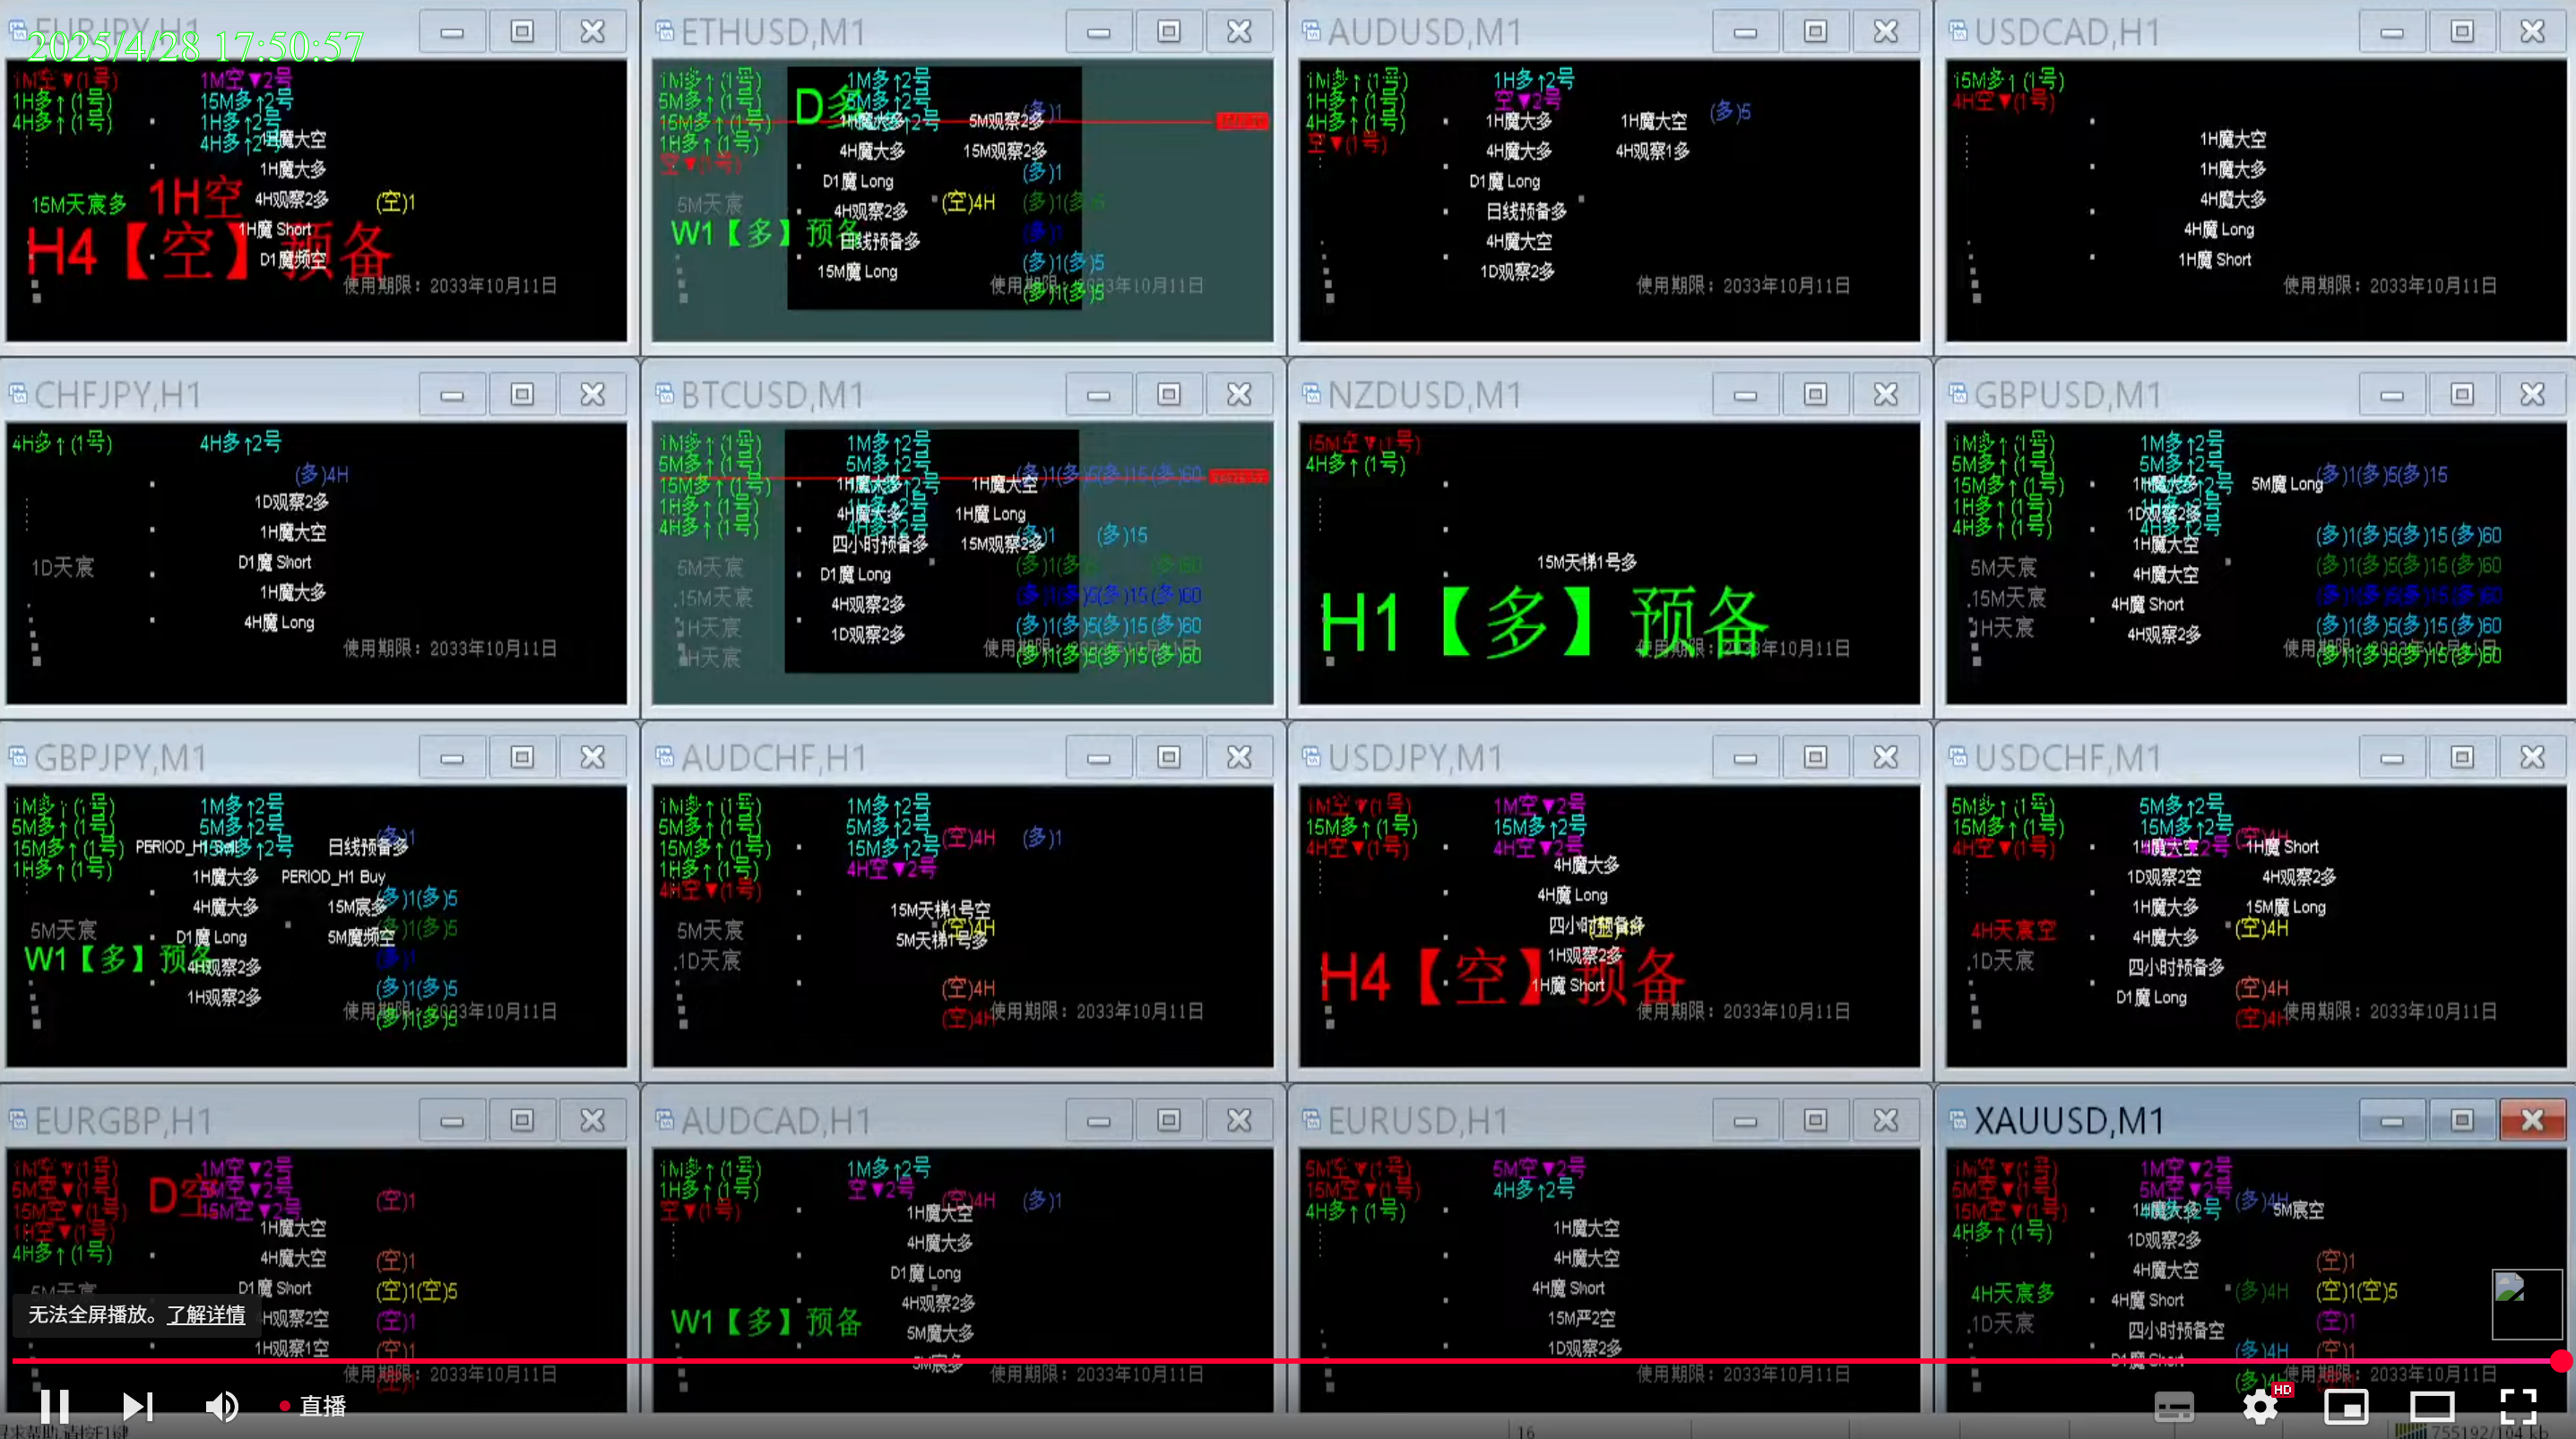 EURJPY,H1
2025/4/28 17:50:57
1M空▼(1号)
1M空▼2号
1H多↑(1号)
15M多↑2号
4H多↑(1号)
1H多↑2号
4H多↑2号
1H魔大空
1H魔大多
15M天宸多
1H空
4H观察2多
(空)1
1H魔 Short
H4【空】预备
D1魔频空
使用期限：2033年10月11日
ETHUSD,M1
1M多↑(1号)
1M多↑2号
5M多↑(1号)
D多
5M多↑2号
(多)1
15M多↑(1号)
1H魔大多
5M观察2多
1H多↑(1号)
4H魔大多
15M观察2多
空▼(1号)
D1魔 Long
(多)1
5M天宸
4H观察2多
(空)4H
W1【多】预备
日线预备多
(多)1
15M魔 Long
(多)1(多)5
(多)1(多)5
AUDUSD,M1
1M多↑(1号)
1H多↑2号
1H多↑(1号)
空▼2号
4H多↑(1号)
1H魔大多
1H魔大空
(多)5
空▼(1号)
4H魔大多
4H观察1多
D1魔 Long
日线预备多
4H魔大空
1D观察2多
使用期限：2033年10月11日
USDCAD,H1
15M多↑(1号)
4H空▼(1号)
1H魔大空
1H魔大多
4H魔大多
4H魔 Long
1H魔 Short
使用期限：2033年10月11日
CHFJPY,H1
4H多↑(1号)
4H多↑2号
(多)4H
1D观察2多
1H魔大空
1D天宸
D1魔 Short
1H魔大多
4H魔 Long
使用期限：2033年10月11日
BTCUSD,M1
1M多↑(1号)
1M多↑2号
5M多↑(1号)
5M多↑2号
(多)1(多)5(多)15(多)60
15M多↑(1号)
1H魔大多
1H魔大空
1H多↑(1号)
4H魔大多
1H魔 Long
4H多↑(1号)
4H多↑2号
四小时预备多
15M观察2多
(多)15
5M天宸
D1魔 Long
15M天宸
4H观察2多
(多)1(多)5(多)15(多)60
H天宸
1D观察2多
(多)1(多)5(多)15(多)60
H天宸
(多)1(多)5(多)15(多)60
NZDUSD,M1
15M空▼(1号)
4H多↑(1号)
15M天梯1号多
H1【多】预备
使用期限：2033年10月11日
GBPUSD,M1
1M多↑(1号)
1M多↑2号
5M多↑(1号)
5M多↑2号
(多)1(多)5(多)15
15M多↑(1号)
5M魔 Long
1H多↑(1号)
1D观察2多
4H多↑(1号)
4H多↑2号
1H魔大空
(多)1(多)5(多)15(多)60
5M天宸
4H魔大空
(多)1(多)5(多)15(多)60
15M天宸
4H魔 Short
(多)1(多)5(多)15(多)60
H天宸
4H观察2多
(多)1(多)5(多)15(多)60
(多)1(多)5(多)15(多)60
GBPJPY,M1
1M多↑(1号)
1M多↑2号
5M多↑(1号)
5M多↑2号
(多)1
15M多↑(1号)
15M多↑2号
日线预备多
1H多↑(1号)
1H魔大多
PERIOD_H1 Buy
4H魔大多
15M宸多
(多)1(多)5
5M天宸
D1魔 Long
5M魔频空
(多)1(多)5
W1【多】预备
4H观察2多
(多)1
1H观察2多
(多)1(多)5
(多)1(多)5
AUDCHF,H1
1M多↑(1号)
1M多↑2号
5M多↑(1号)
5M多↑2号
(空)4H
(多)1
15M多↑(1号)
15M多↑2号
1H多↑(1号)
4H空▼2号
4H空▼(1号)
15M天梯1号空
5M天宸
(空)4H
5M天梯1号多
1D天宸
(空)4H
(空)4H
使用期限：2033年10月11日
USDJPY,M1
1M空▼(1号)
1M空▼2号
15M多↑(1号)
15M多↑2号
4H空▼(1号)
4H空▼2号
4H魔大多
4H魔 Long
四小时预备多
1H观察2多
H4【空】预备
1H魔 Short
使用期限：2033年10月11日
USDCHF,M1
5M多↑(1号)
5M多↑2号
15M多↑(1号)
15M多↑2号
(空)4H
4H空▼(1号)
1H魔大空
1H魔 Short
1D观察2空
4H观察2多
1H魔大多
15M魔 Long
4H天宸空
4H魔大多
(空)4H
1D天宸
四小时预备多
D1魔 Long
(空)4H
(空)4H
使用期限：2033年10月11日
EURGBP,H1
1M空▼(1号)
1M空▼2号
5M空▼(1号)
D空
5M空▼2号
(空)1
15M空▼(1号)
15M空▼2号
1H空▼(1号)
1H魔大空
4H多↑(1号)
4H魔大空
(空)1
5M天宸
D1魔 Short
(空)1(空)5
无法全屏播放。了解详情
4H观察2空
(空)1
1H观察1空
(空)1
使用期限：2033年10月11日
AUDCAD,H1
1M多↑(1号)
1M多↑2号
1H多↑(1号)
空▼2号
(空)4H
(多)1
空▼(1号)
1H魔大空
4H魔大多
D1魔 Long
4H观察2多
W1【多】预备
5M魔大多
5M宸多
使用期限：2033年10月11日
EURUSD,H1
5M空▼(1号)
5M空▼2号
15M空▼(1号)
4H多↑2号
4H多↑(1号)
1H魔大空
4H魔大空
4H魔 Short
15M严2空
1D观察2多
使用期限：2033年10月11日
XAUUSD,M1
1M空▼(1号)
1M空▼2号
5M空▼(1号)
5M空▼2号
(多)4H
15M空▼(1号)
5M宸空
4H多↑(1号)
1D观察2多
4H魔大空
(空)1
4H天宸多
4H魔 Short
(多)4H
(空)1(空)5
1D天宸
四小时预备空
(空)1
(多)4H
(空)1
D1魔 Short
使用期限：2033年10月11日
直播
HD
16
755192/104 kb